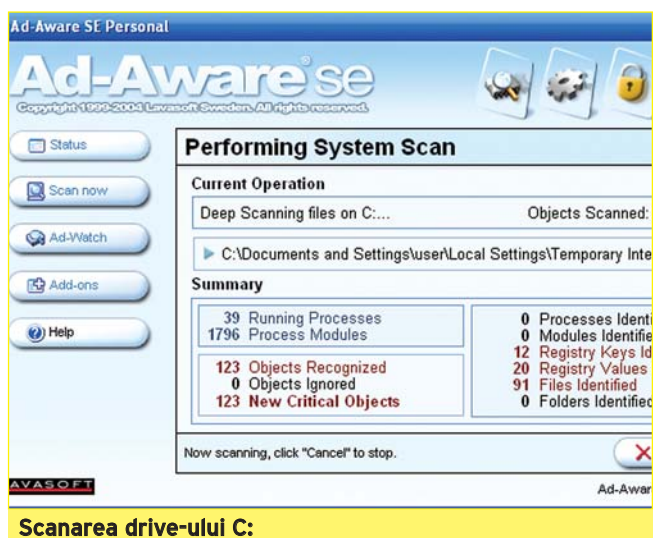 Ad-Aware SE Personal
Ad-Aware SE
Copyright 1999-2004 Lavasoft Sweden. All rights reserved.
Status
Scan now
Ad-Watch
Add-ons
Help
Performing System Scan
Current Operation
Deep Scanning files on C:... Objects Scanned:
C:\Documents and Settings\user\Local Settings\Temporary Inte
Summary
39 Running Processes
1796 Process Modules
123 Objects Recognized
0 Objects Ignored
123 New Critical Objects
0 Processes Identi
0 Modules Identifie
12 Registry Keys Id
20 Registry Values
91 Files Identified
0 Folders Identified
Now scanning, click "Cancel" to stop.
AVASOFT
Ad-Awar
Scanarea drive-ului C: